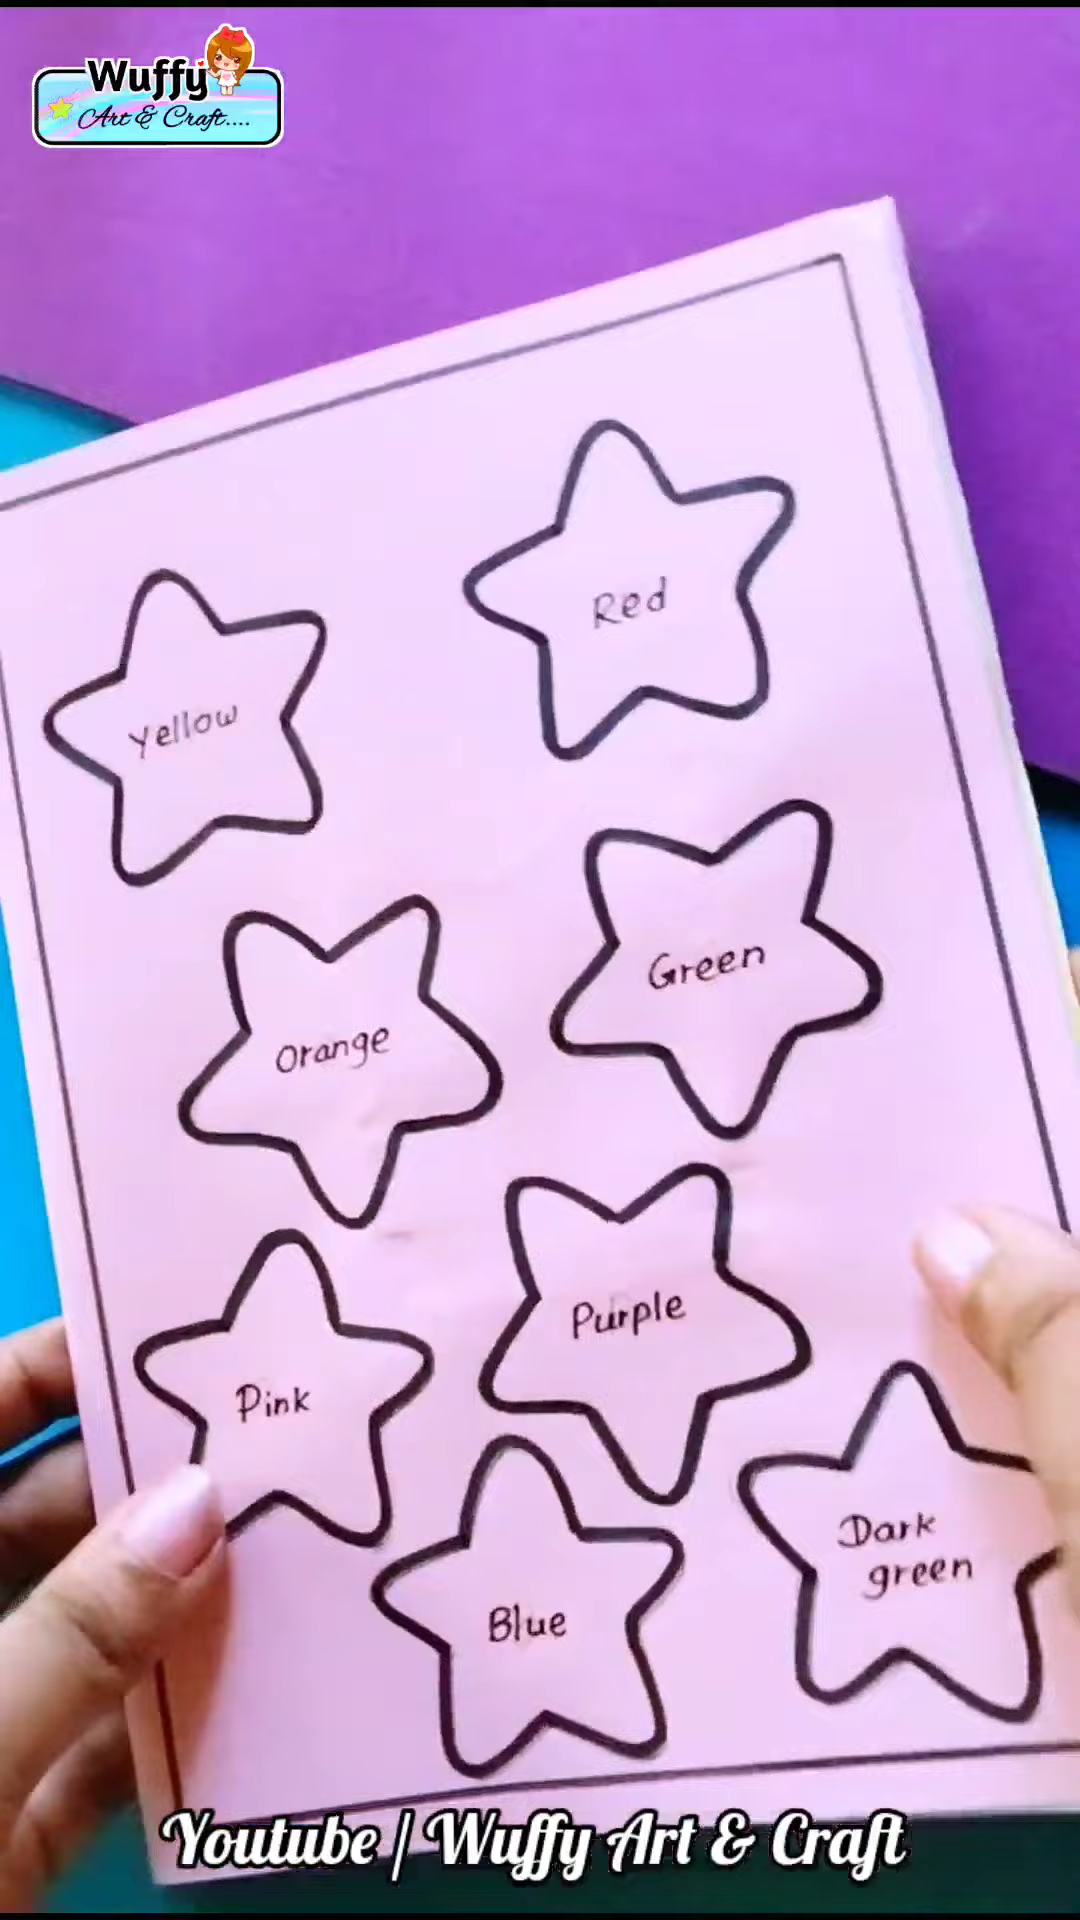 Wuffy
Art & Craft....
Red
Yellow
Green
Orange
Purple
Pink
Dark
green
Blue
Youtube / Wuffy Art & Craft